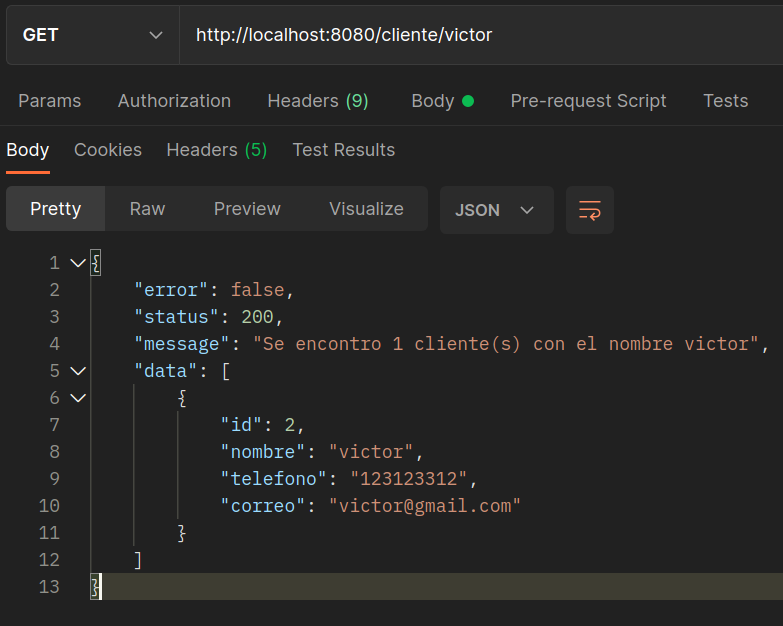 GET http://localhost:8080/cliente/victor
Params Authorization Headers (9) Body Pre-request Script Tests
Body Cookies Headers (5) Test Results
Pretty Raw Preview Visualize JSON
1 {
2 "error": false,
3 "status": 200,
4 "message": "Se encontro 1 cliente(s) con el nombre victor",
5 "data": [
6 {
7 "id": 2,
8 "nombre": "victor",
9 "telefono": "123123312",
10 "correo": "victor@gmail.com"
11 }
12 ]
13 }